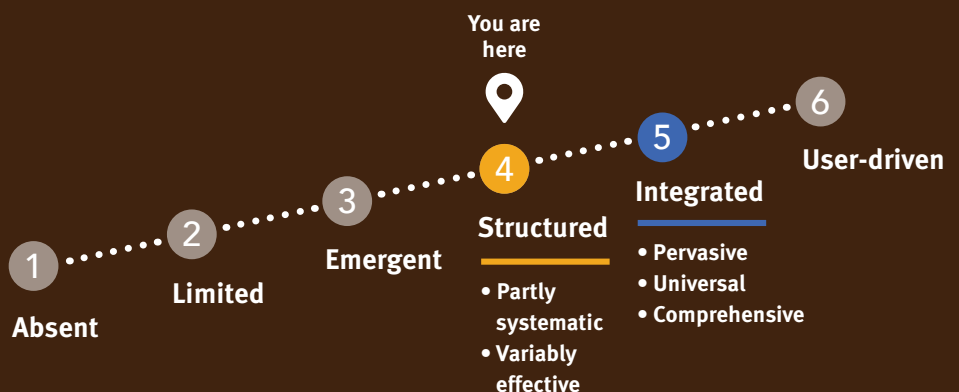 You are
here
1
Absent
2
Limited
3
Emergent
4
Structured
• Partly
systematic
• Variably
effective
5
Integrated
• Pervasive
• Universal
• Comprehensive
6
User-driven